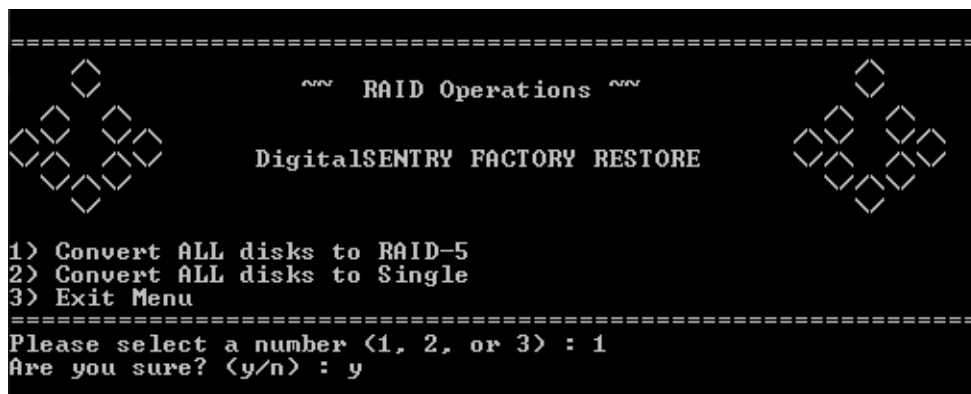 ~~ RAID Operations ~~
DigitalSENTRY FACTORY RESTORE
1) Convert ALL disks to RAID-5
2) Convert ALL disks to Single
3) Exit Menu
Please select a number (1, 2, or 3) : 1
Are you sure? (y/n) : y